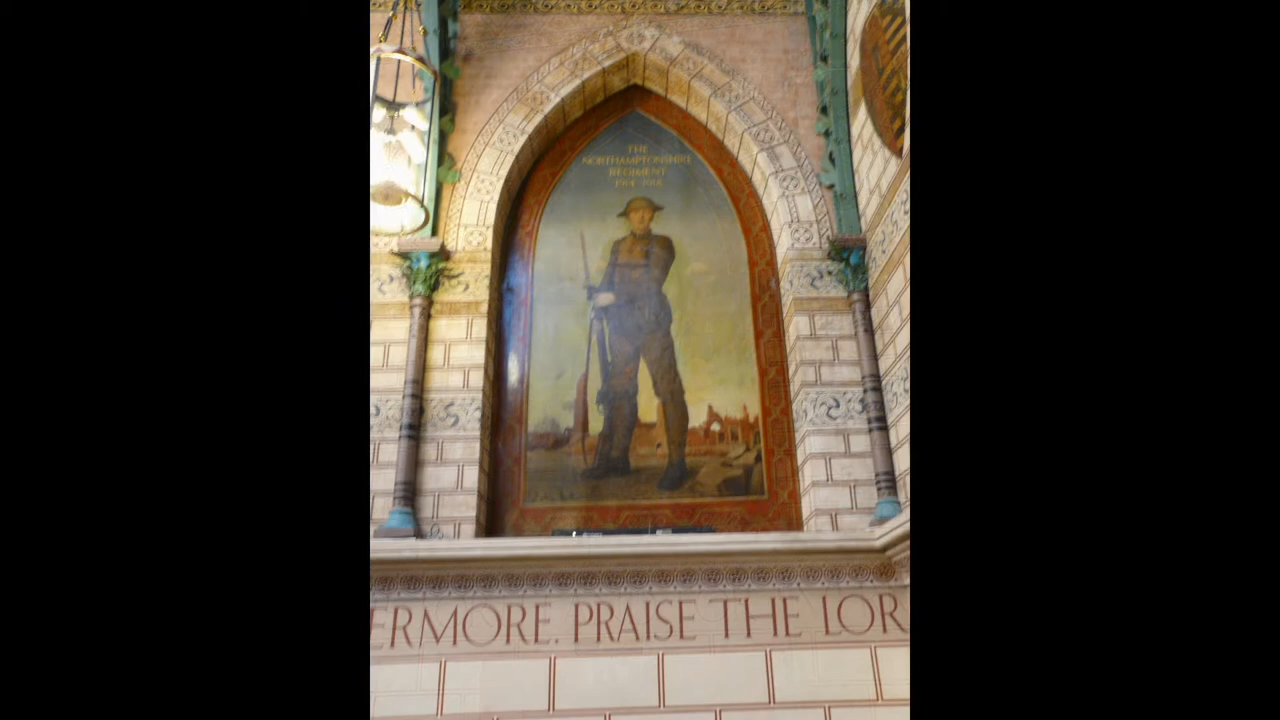 THE
NORTHAMPTONSHIRE
REGIMENT
1914-1918
ERMORE. PRAISE THE LOR